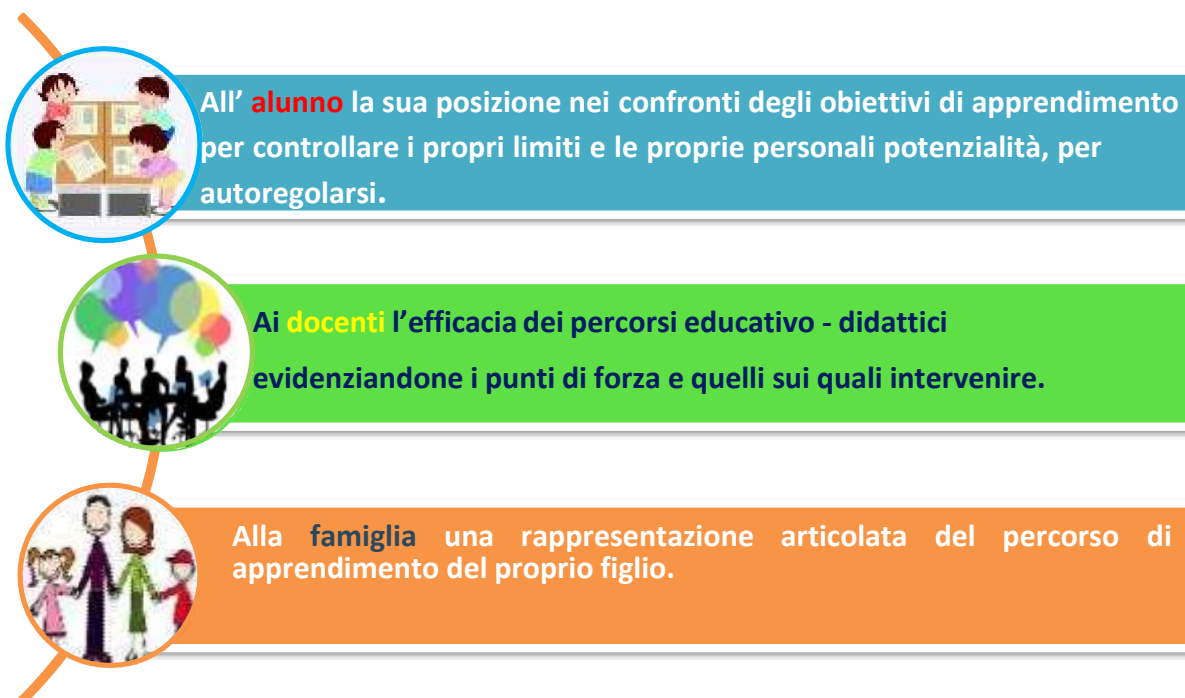 All’ alunno la sua posizione nei confronti degli obiettivi di apprendimento
per controllare i propri limiti e le proprie personali potenzialità, per
autoregolarsi.
Ai docenti l’efficacia dei percorsi educativo - didattici
evidenziandone i punti di forza e quelli sui quali intervenire.
Alla famiglia una rappresentazione articolata del percorso di
apprendimento del proprio figlio.